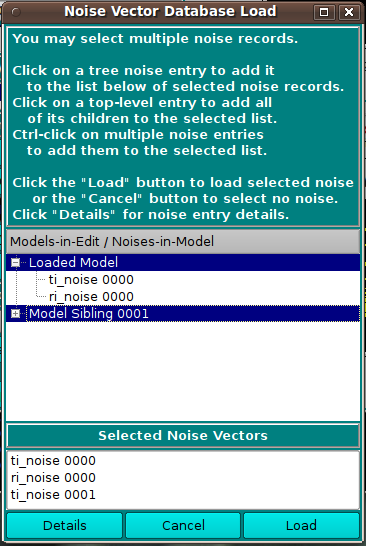 Noise Vector Database Load
You may select multiple noise records.
Click on a tree noise entry to add it
to the list below of selected noise records.
Click on a top-level entry to add all
of its children to the selected list.
Ctrl-click on multiple noise entries
to add them to the selected list.
Click the "Load" button to load selected noise
or the "Cancel" button to select no noise.
Click "Details" for noise entry details.
Models-in-Edit / Noises-in-Model
Loaded Model
ti_noise 0000
ri_noise 0000
Model Sibling 0001
Selected Noise Vectors
ti_noise 0000
ri_noise 0000
ti_noise 0001
Details Cancel Load